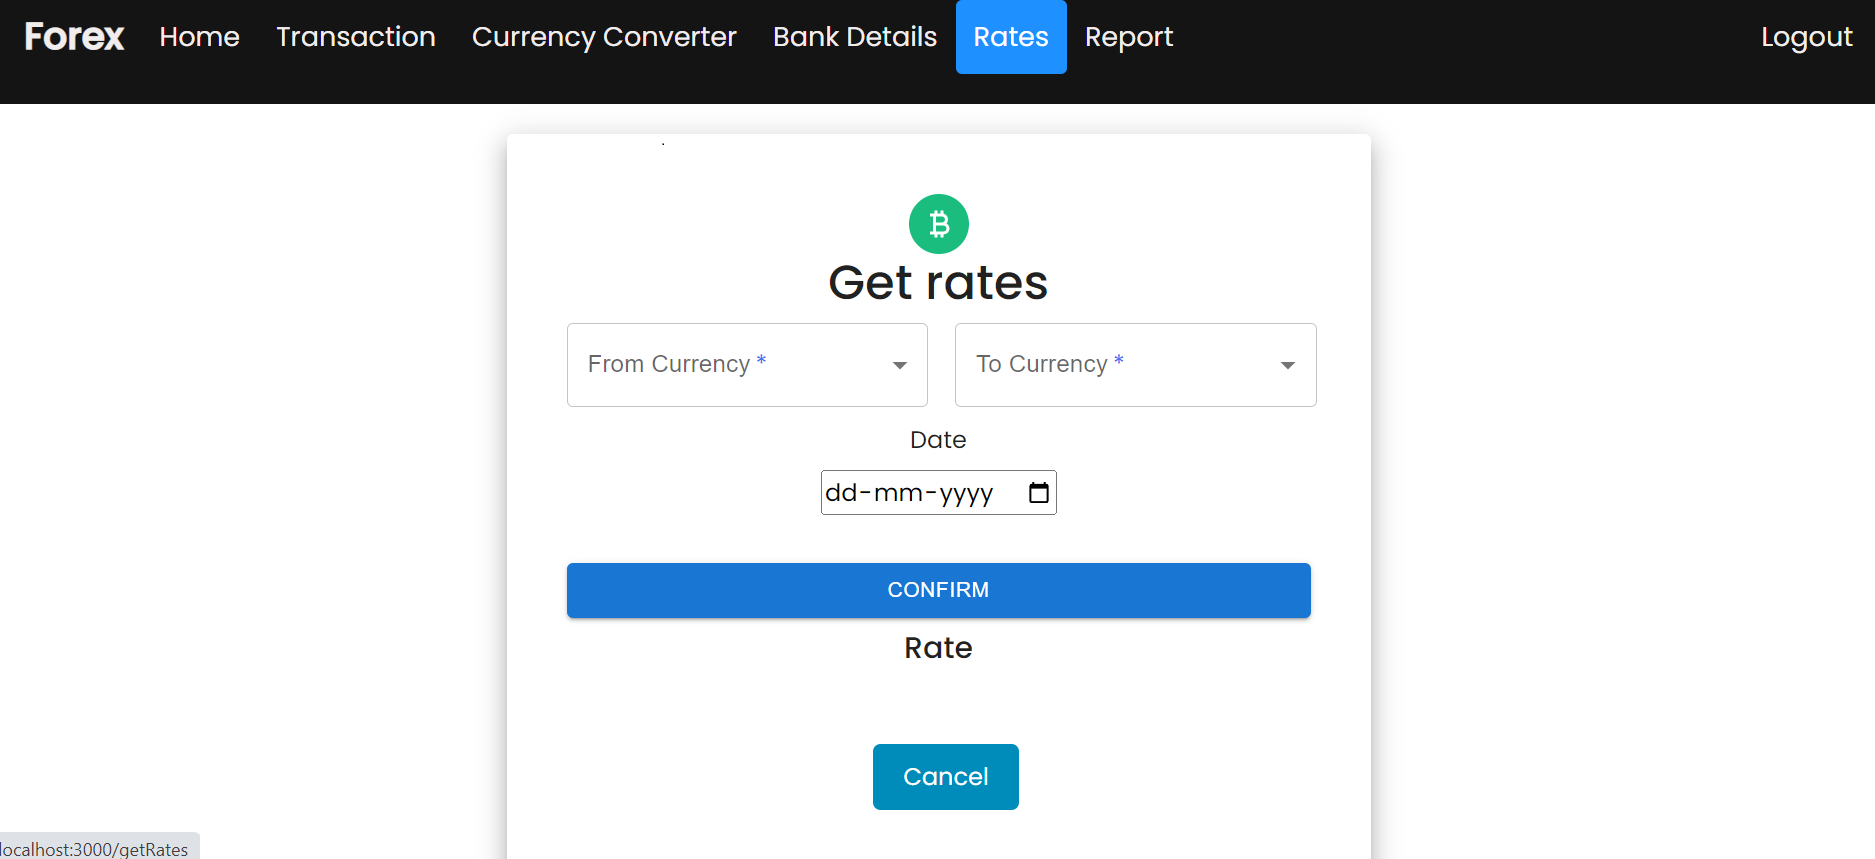 Forex Home Transaction Currency Converter Bank Details Rates Report Logout
Get rates
From Currency * To Currency *
Date
dd-mm-yyyy
CONFIRM
Rate
Cancel
localhost:3000/getRates